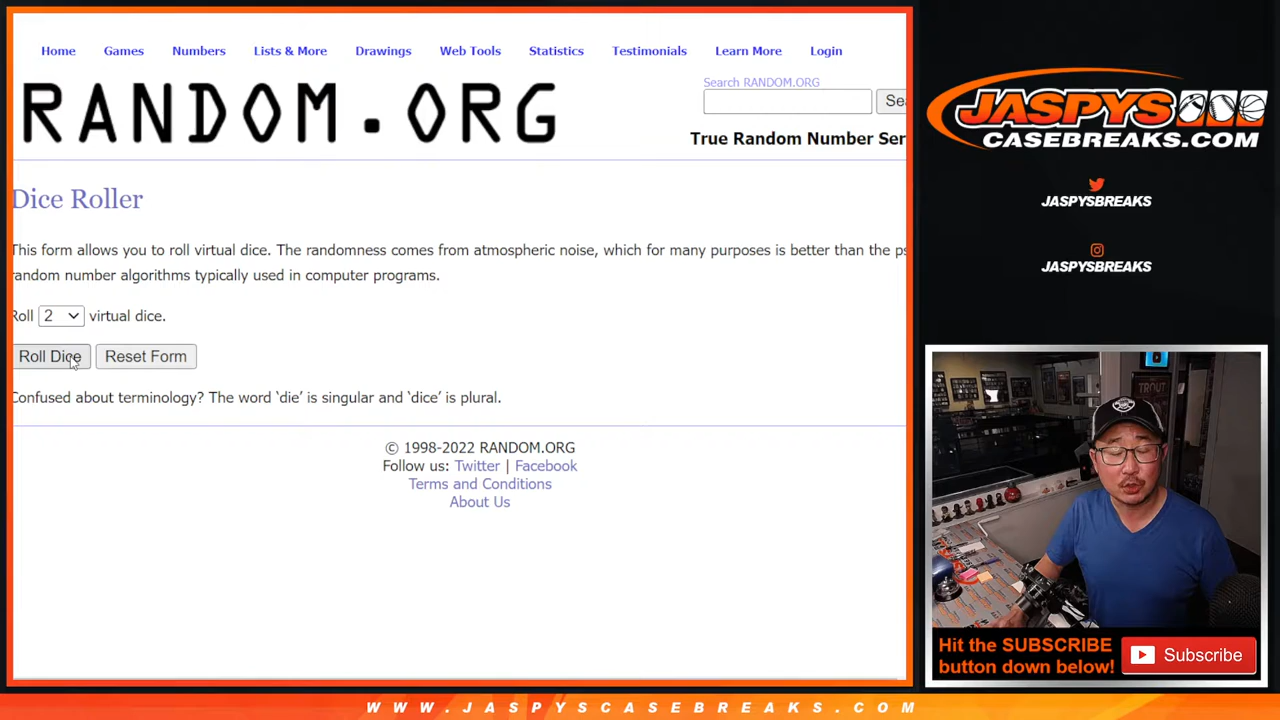 Home Games Numbers Lists & More Drawings Web Tools Statistics Testimonials Learn More Login
Search RANDOM.ORG
RANDOM.ORG
Sea
True Random Number Ser
Dice Roller
This form allows you to roll virtual dice. The randomness comes from atmospheric noise, which for many purposes is better than the ps
random number algorithms typically used in computer programs.
Roll 2 virtual dice.
Roll Dice Reset Form
Confused about terminology? The word ‘die’ is singular and ‘dice’ is plural.
© 1998-2022 RANDOM.ORG
Follow us: Twitter | Facebook
Terms and Conditions
About Us
JASPYS
CASEBREAKS.COM
JASPYSBREAKS
JASPYSBREAKS
TROUT
Hit the SUBSCRIBE
button down below!
Subscribe
WWW.JASPYSCASEBREAKS.COM